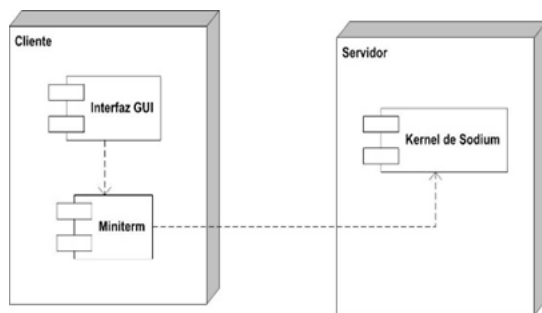 Cliente
Interfaz GUI
Miniterm
Servidor
Kernel de Sodium